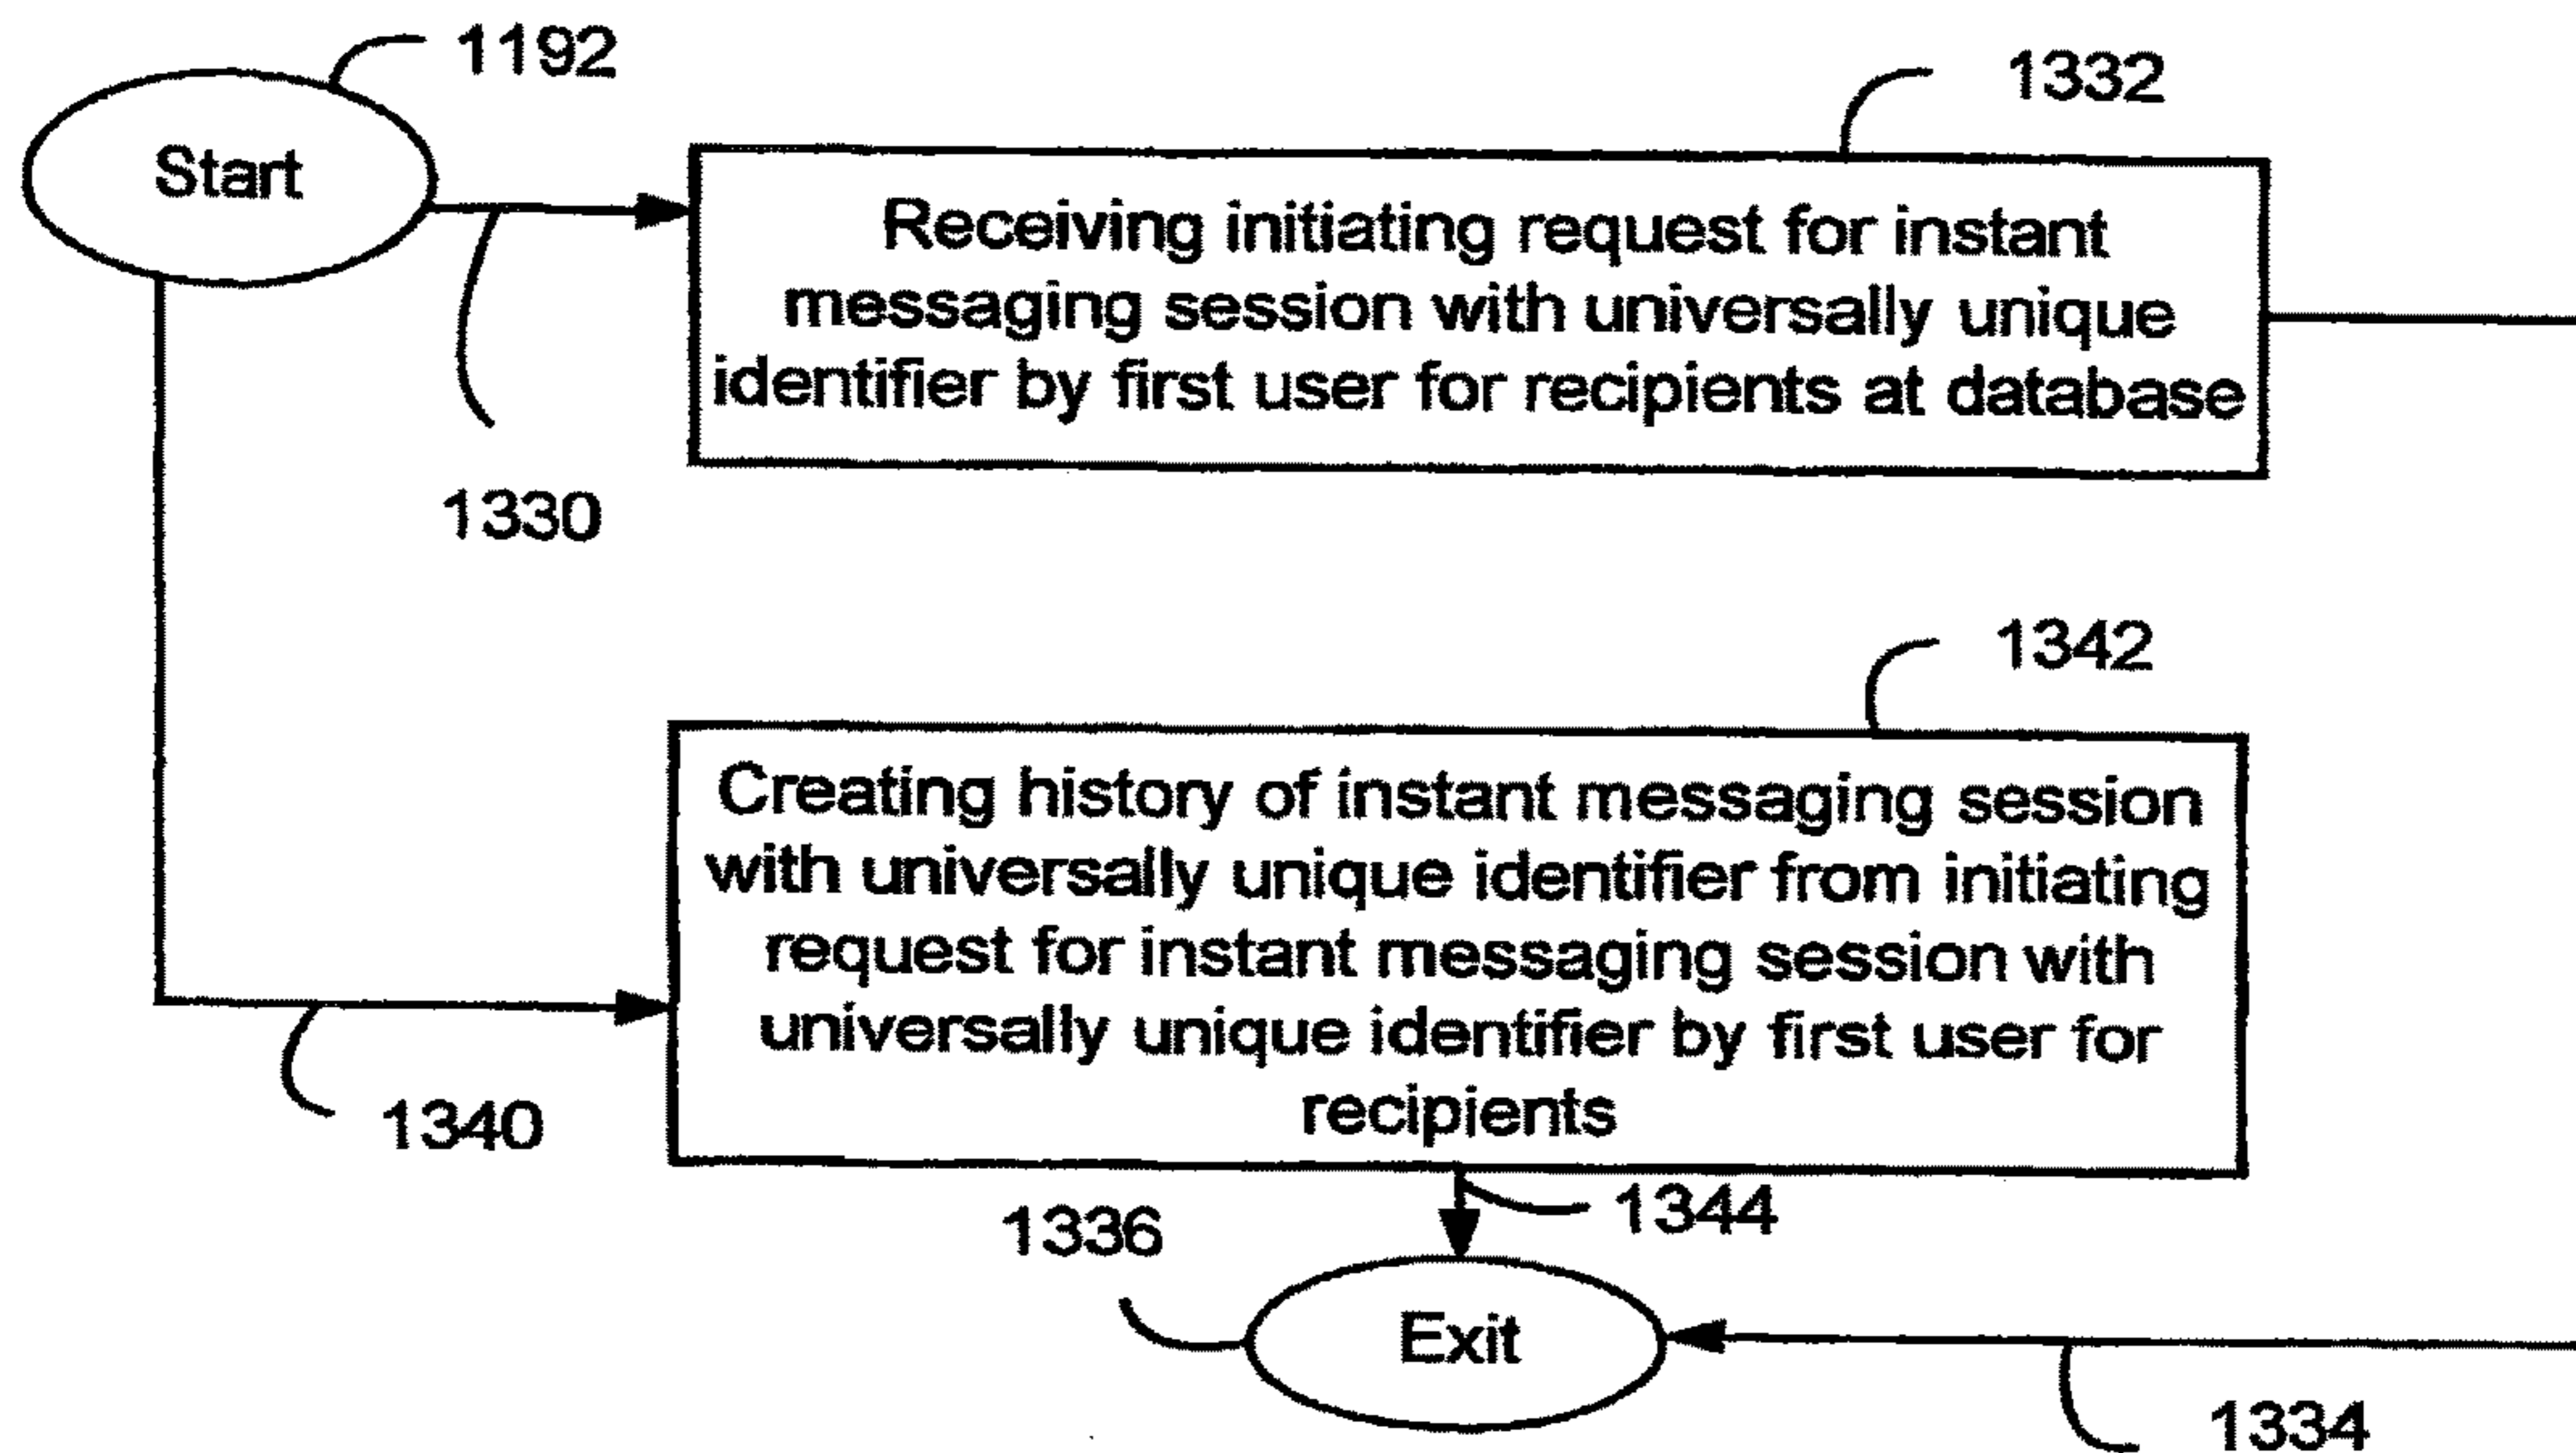 1192
Start
1332
Receiving initiating request for instant
messaging session with universally unique
identifier by first user for recipients at database
1330
1342
Creating history of instant messaging session
with universally unique identifier from initiating
request for instant messaging session with
universally unique identifier by first user for
recipients
1340
1344
1336
Exit
1334